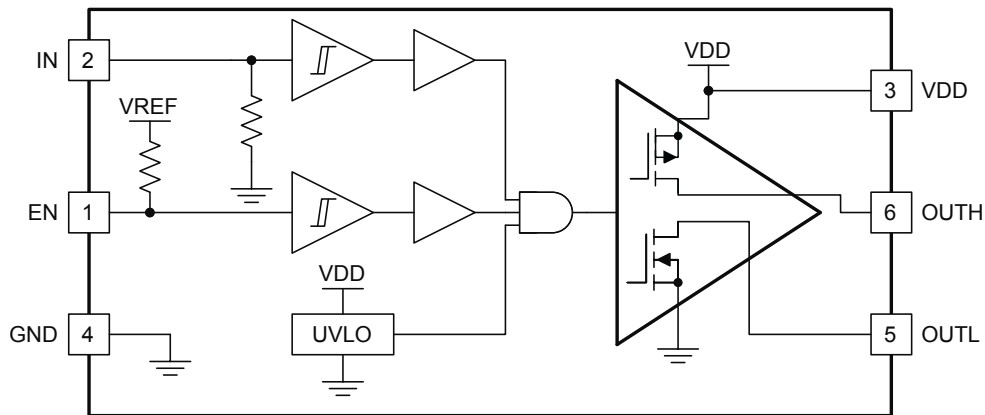 IN 2
VDD
3 VDD
VREF
EN 1
6 OUTH
VDD
GND 4
UVLO
5 OUTL